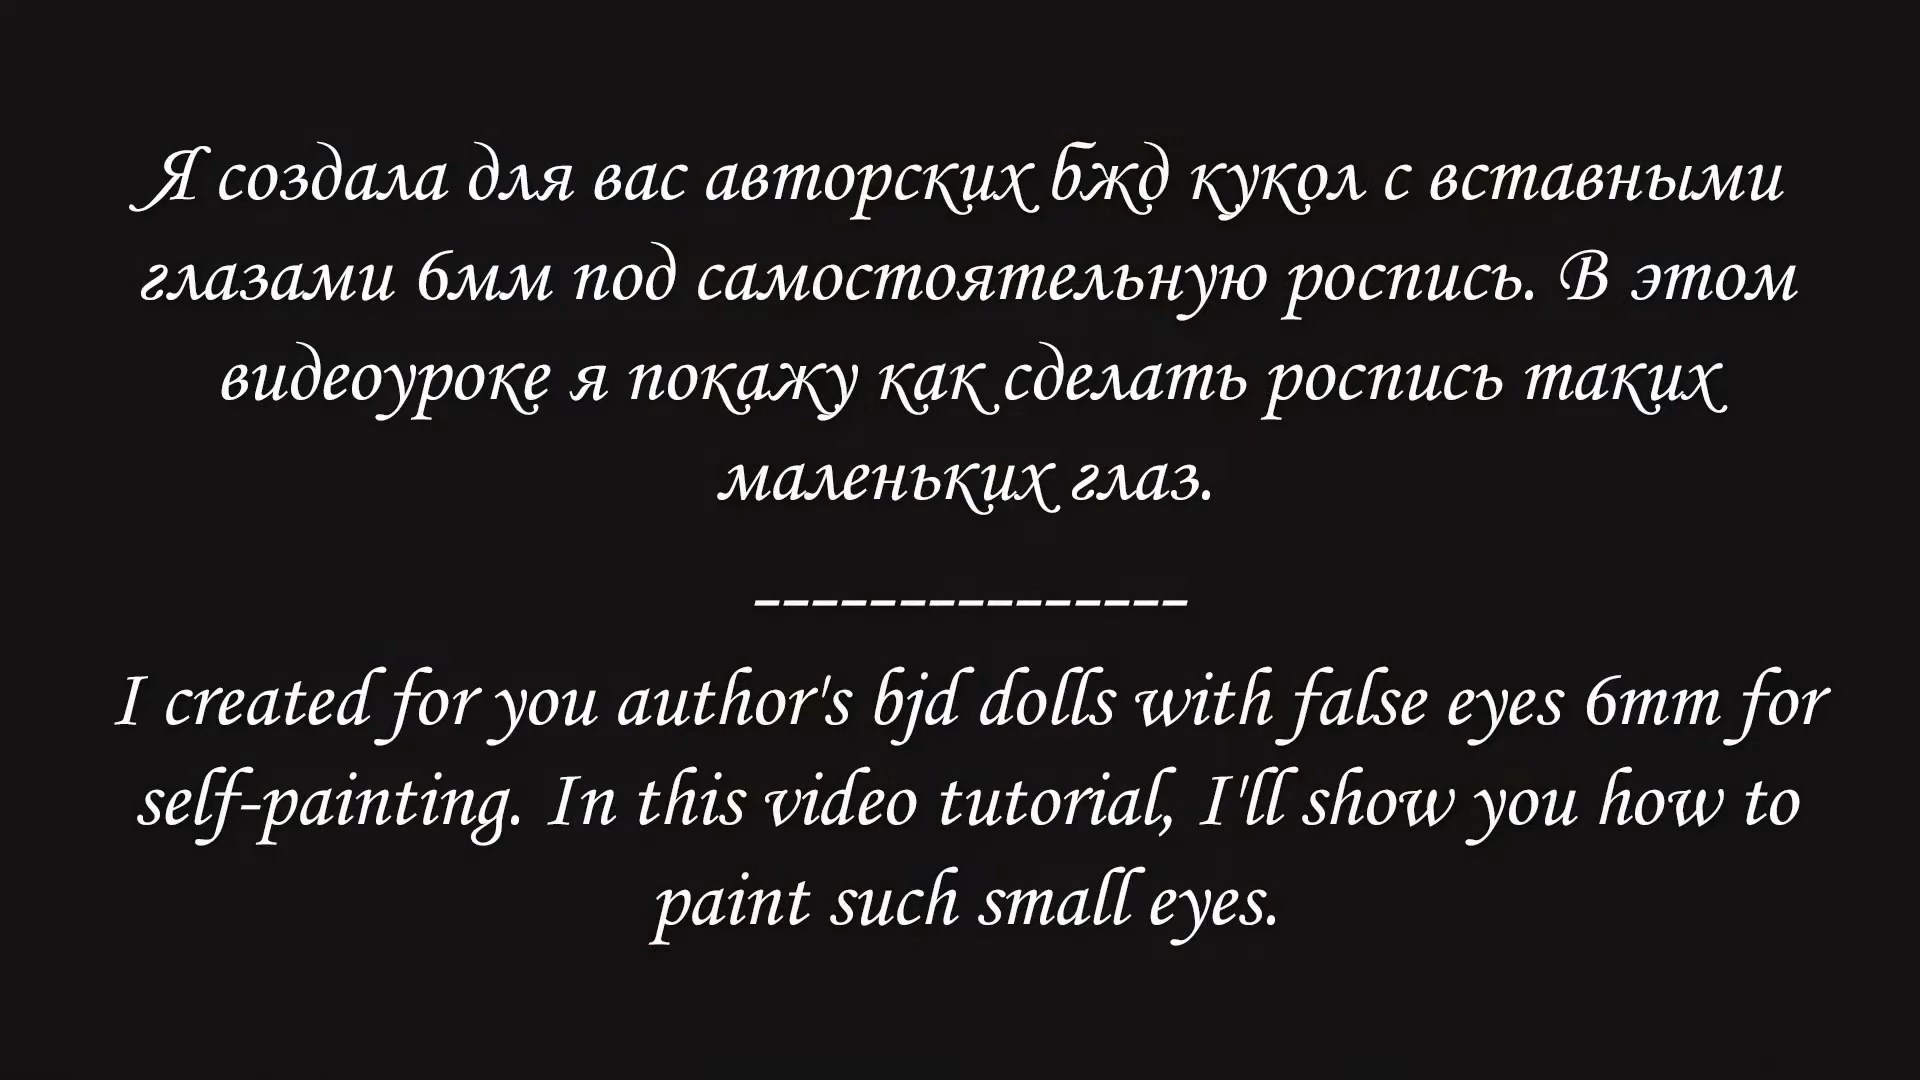 Я создала для вас авторских бжд кукол с вставными
глазами 6мм под самостоятельную роспись. В этом
видеоуроке я покажу как сделать роспись таких
маленьких глаз.
_______________
I created for you author's bjd dolls with false eyes 6mm for
self-painting. In this video tutorial, I'll show you how to
paint such small eyes.